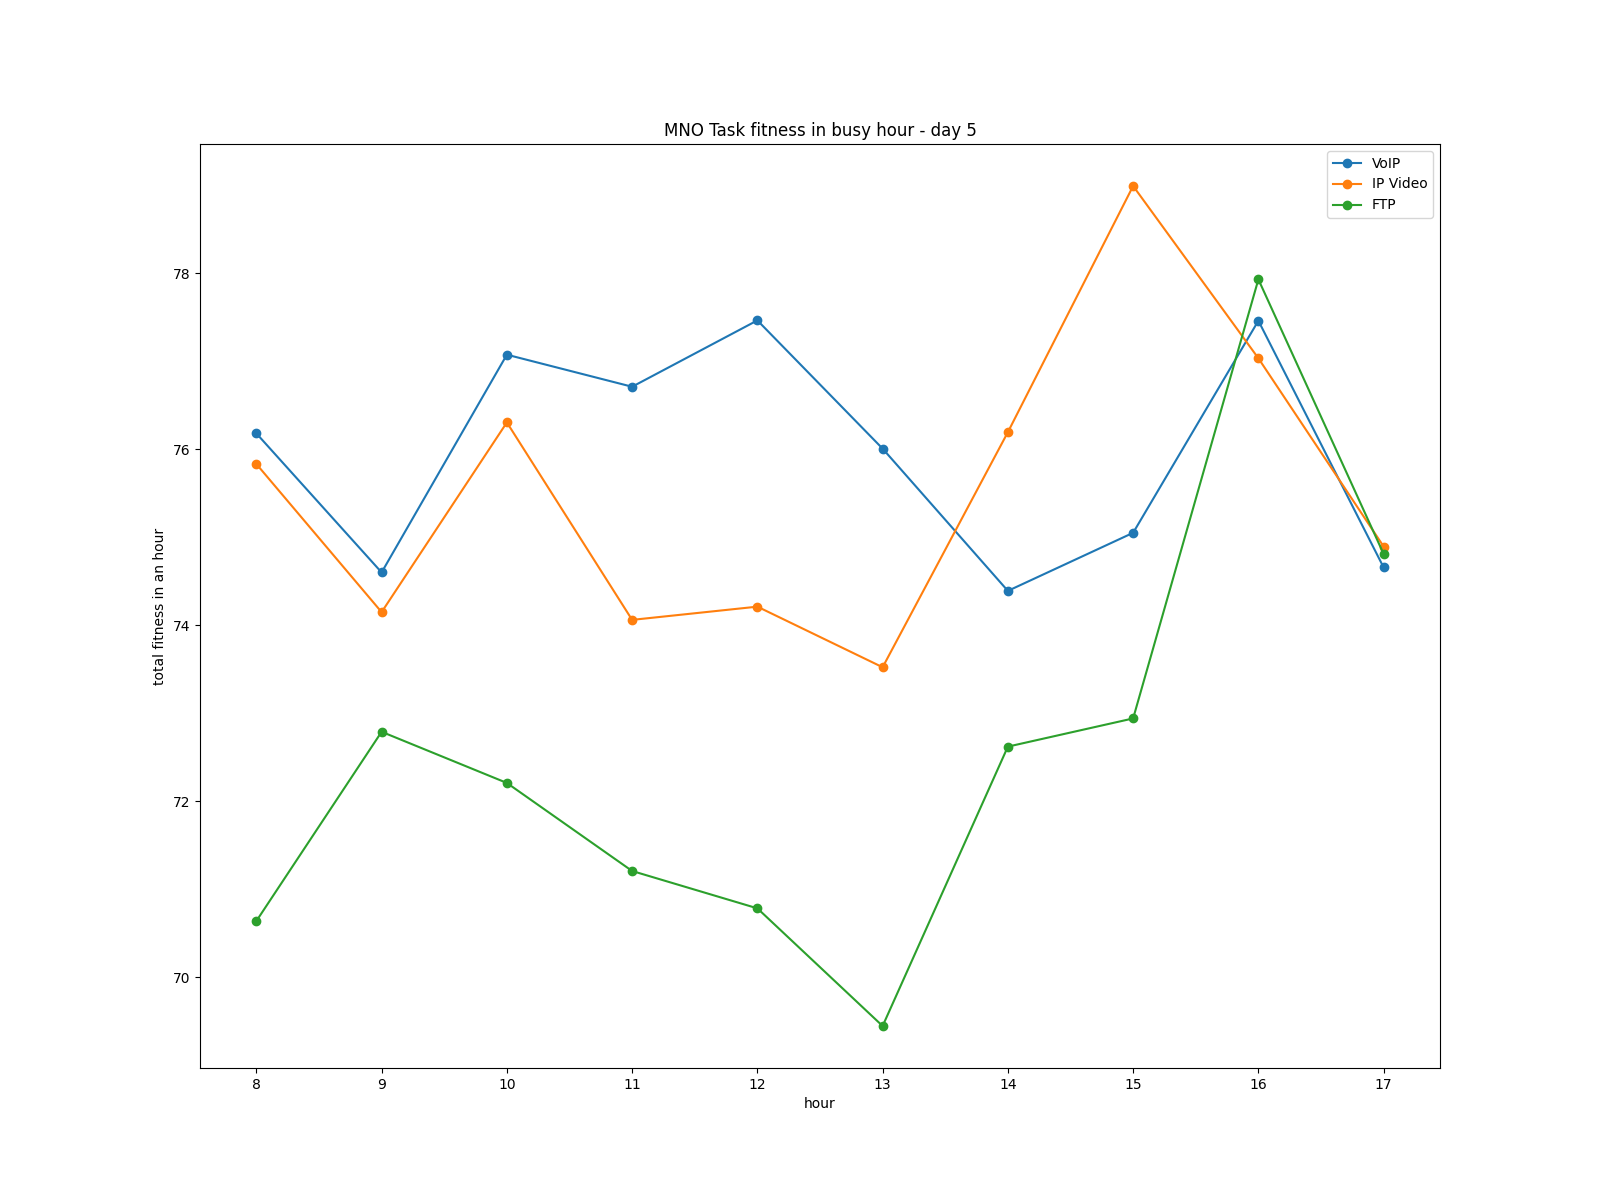 MNO Task fitness in busy hour - day 5
VoIP
IP Video
FTP
78
76
74
72
70
total fitness in an hour
8 9 10 11 12 13 14 15 16 17
hour